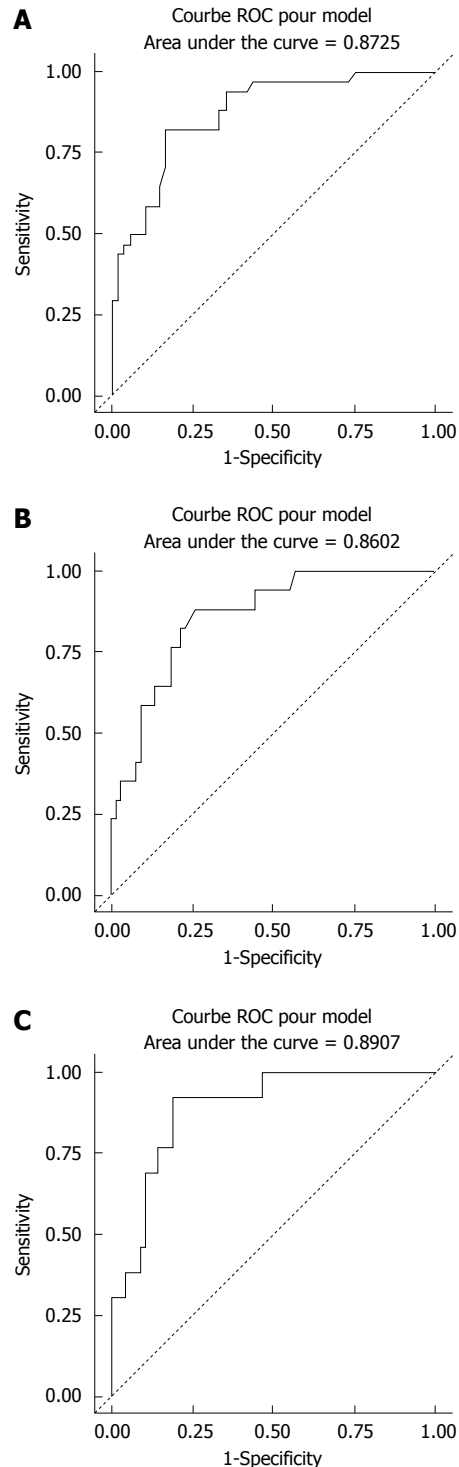 A
Courbe ROC pour model
Area under the curve = 0.8725
1.00
0.75
0.50
0.25
0.00
Sensitivity
0.00 0.25 0.50 0.75 1.00
1-Specificity
B
Courbe ROC pour model
Area under the curve = 0.8602
1.00
0.75
0.50
0.25
0.00
Sensitivity
0.00 0.25 0.50 0.75 1.00
1-Specificity
C
Courbe ROC pour model
Area under the curve = 0.8907
1.00
0.75
0.50
0.25
0.00
Sensitivity
0.00 0.25 0.50 0.75 1.00
1-Specificity